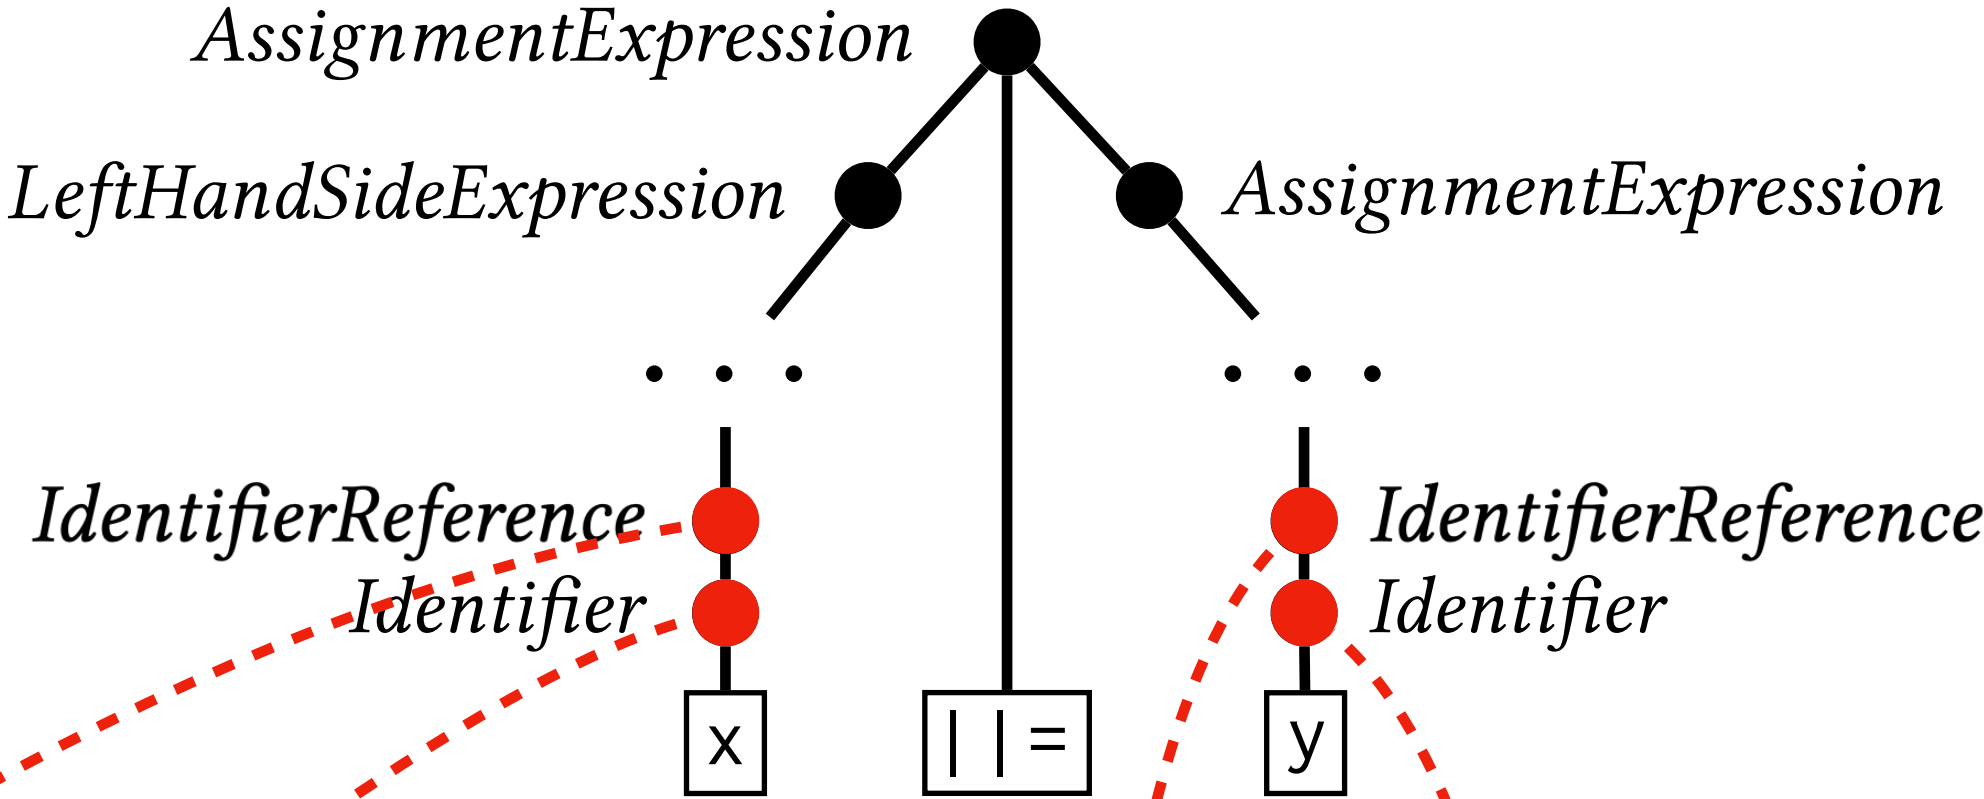 AssignmentExpression
LeftHandSideExpression AssignmentExpression
. . . . . .
IdentifierReference IdentifierReference
Identifier Identifier
x ||= y